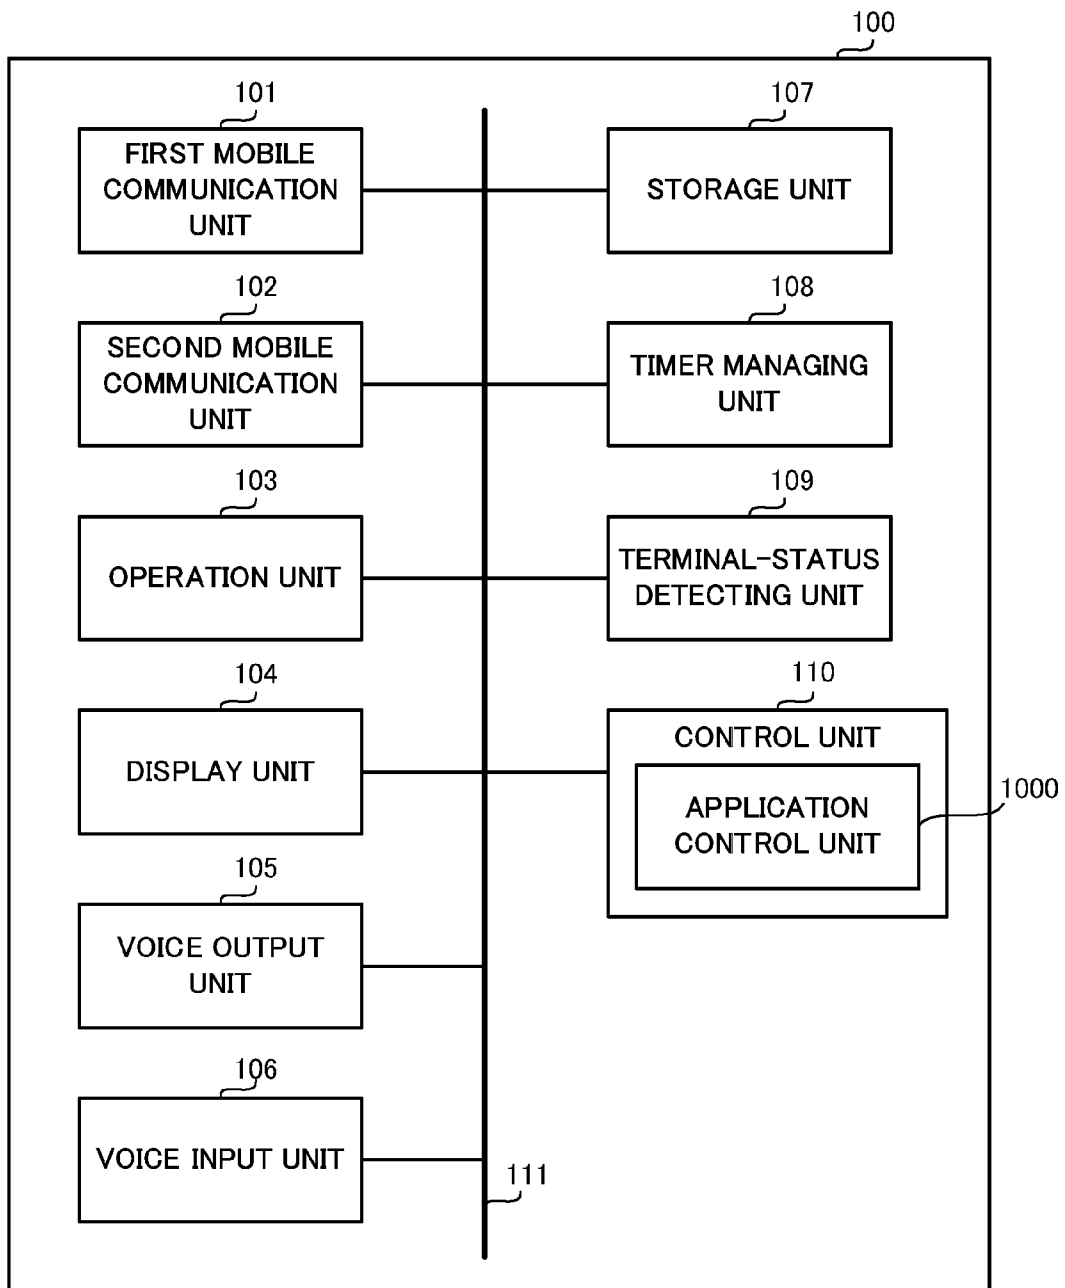 100
101
FIRST MOBILE
COMMUNICATION
UNIT
102
SECOND MOBILE
COMMUNICATION
UNIT
103
OPERATION UNIT
104
DISPLAY UNIT
105
VOICE OUTPUT
UNIT
106
VOICE INPUT UNIT
107
STORAGE UNIT
108
TIMER MANAGING
UNIT
109
TERMINAL-STATUS
DETECTING UNIT
110
CONTROL UNIT
APPLICATION
CONTROL UNIT
1000
111